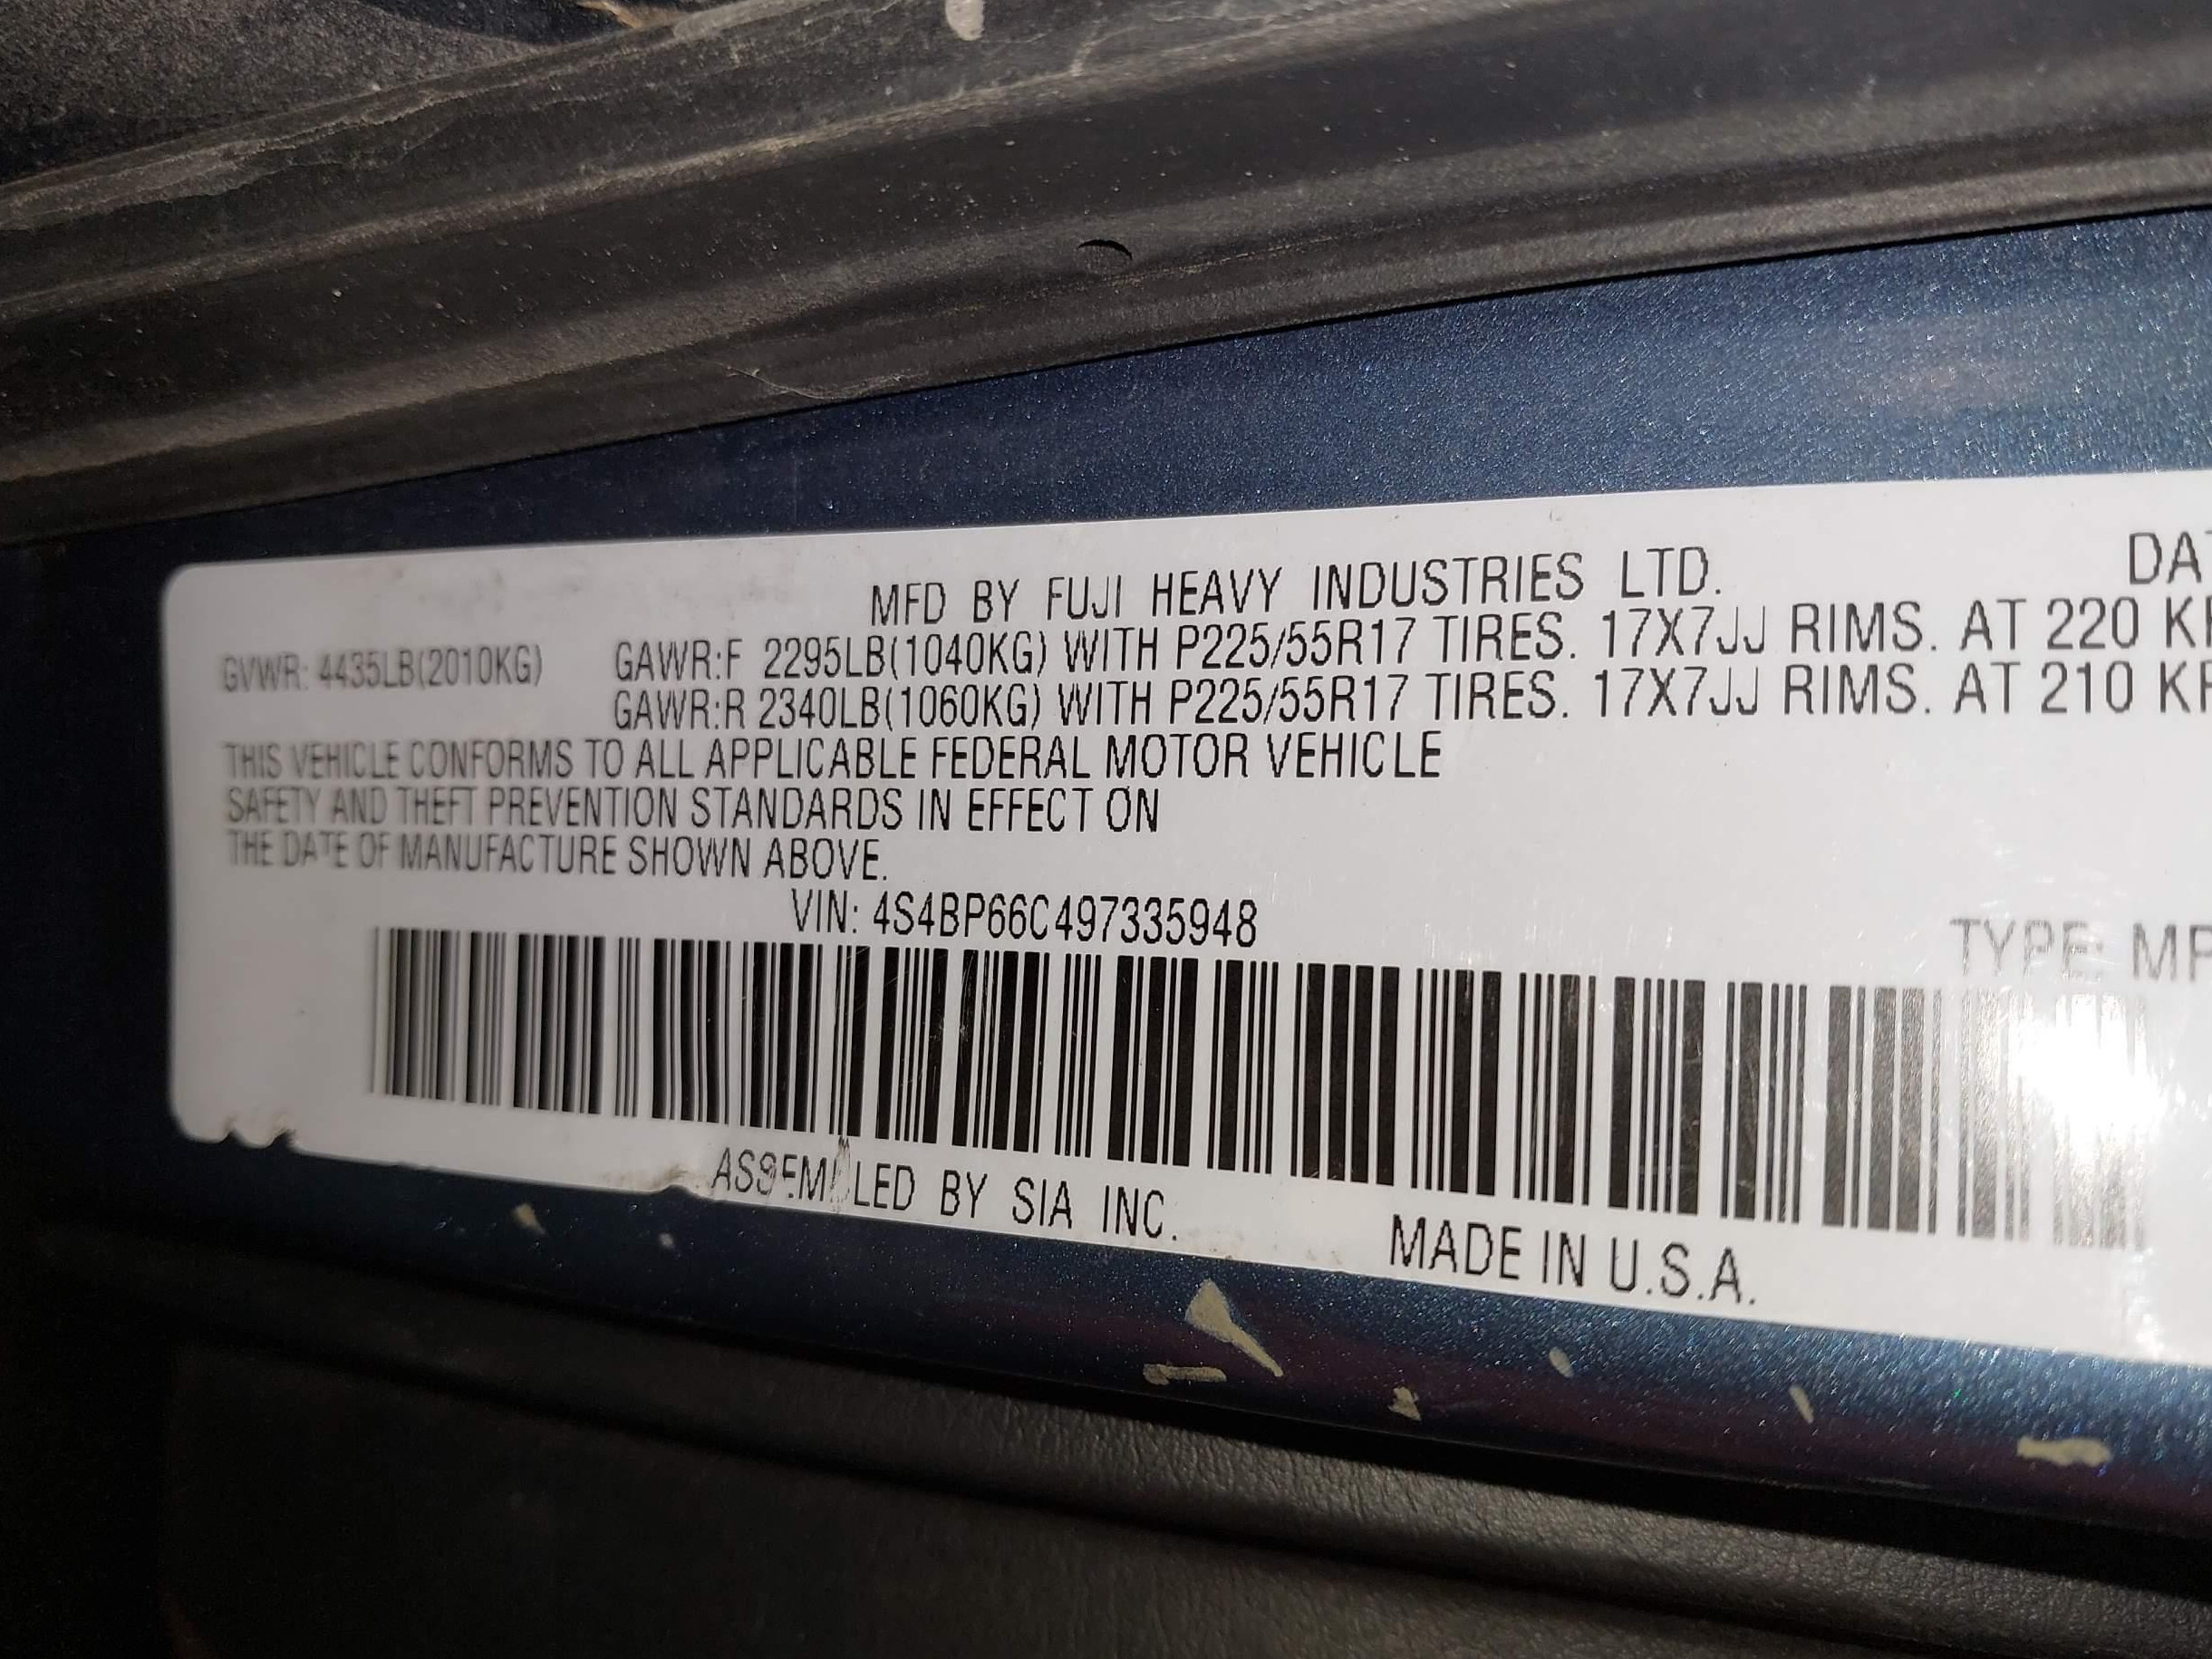 MFD BY FUJI HEAVY INDUSTRIES LTD. DA
GVWR: 4435LB(2010KG) GAWR:F 2295LB(1040KG) WITH P225/55R17 TIRES. 17X7JJ RIMS. AT 220 K
GAWR:R 2340LB(1060KG) WITH P225/55R17 TIRES. 17X7JJ RIMS. AT 210 K
THIS VEHICLE CONFORMS TO ALL APPLICABLE FEDERAL MOTOR VEHICLE
SAFETY AND THEFT PREVENTION STANDARDS IN EFFECT ON
THE DATE OF MANUFACTURE SHOWN ABOVE.
VIN: 4S4BP66C497335948
TYPE: MP
ASSEMBLED BY SIA INC. MADE IN U.S.A.